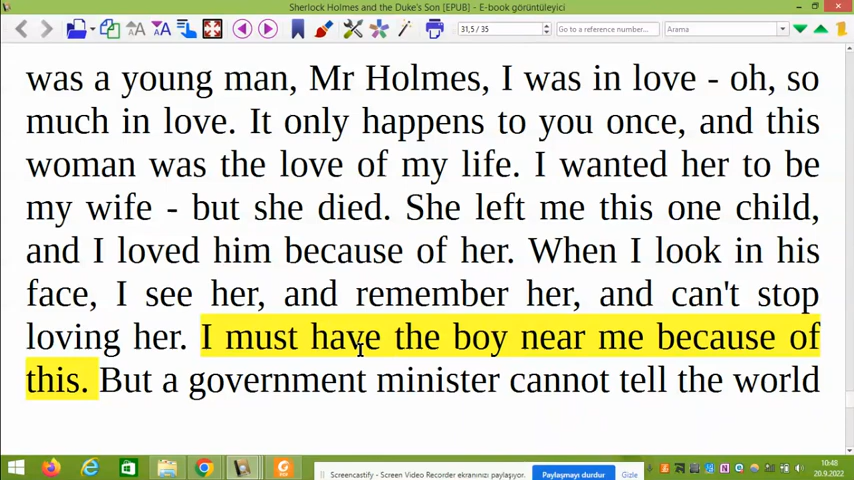 Sherlock Holmes and the Duke's Son [EPUB] - E-book görüntüleyici
31,5 / 35
Go to a reference number...
Arama
was a young man, Mr Holmes, I was in love - oh, so
much in love. It only happens to you once, and this
woman was the love of my life. I wanted her to be
my wife - but she died. She left me this one child,
and I loved him because of her. When I look in his
face, I see her, and remember her, and can't stop
loving her. I must have the boy near me because of
this. But a government minister cannot tell the world
Screencastify - Screen Video Recorder ekranınızı paylaşıyor.
Paylaşmayı durdur
Gizle
10:48
20.9.2022